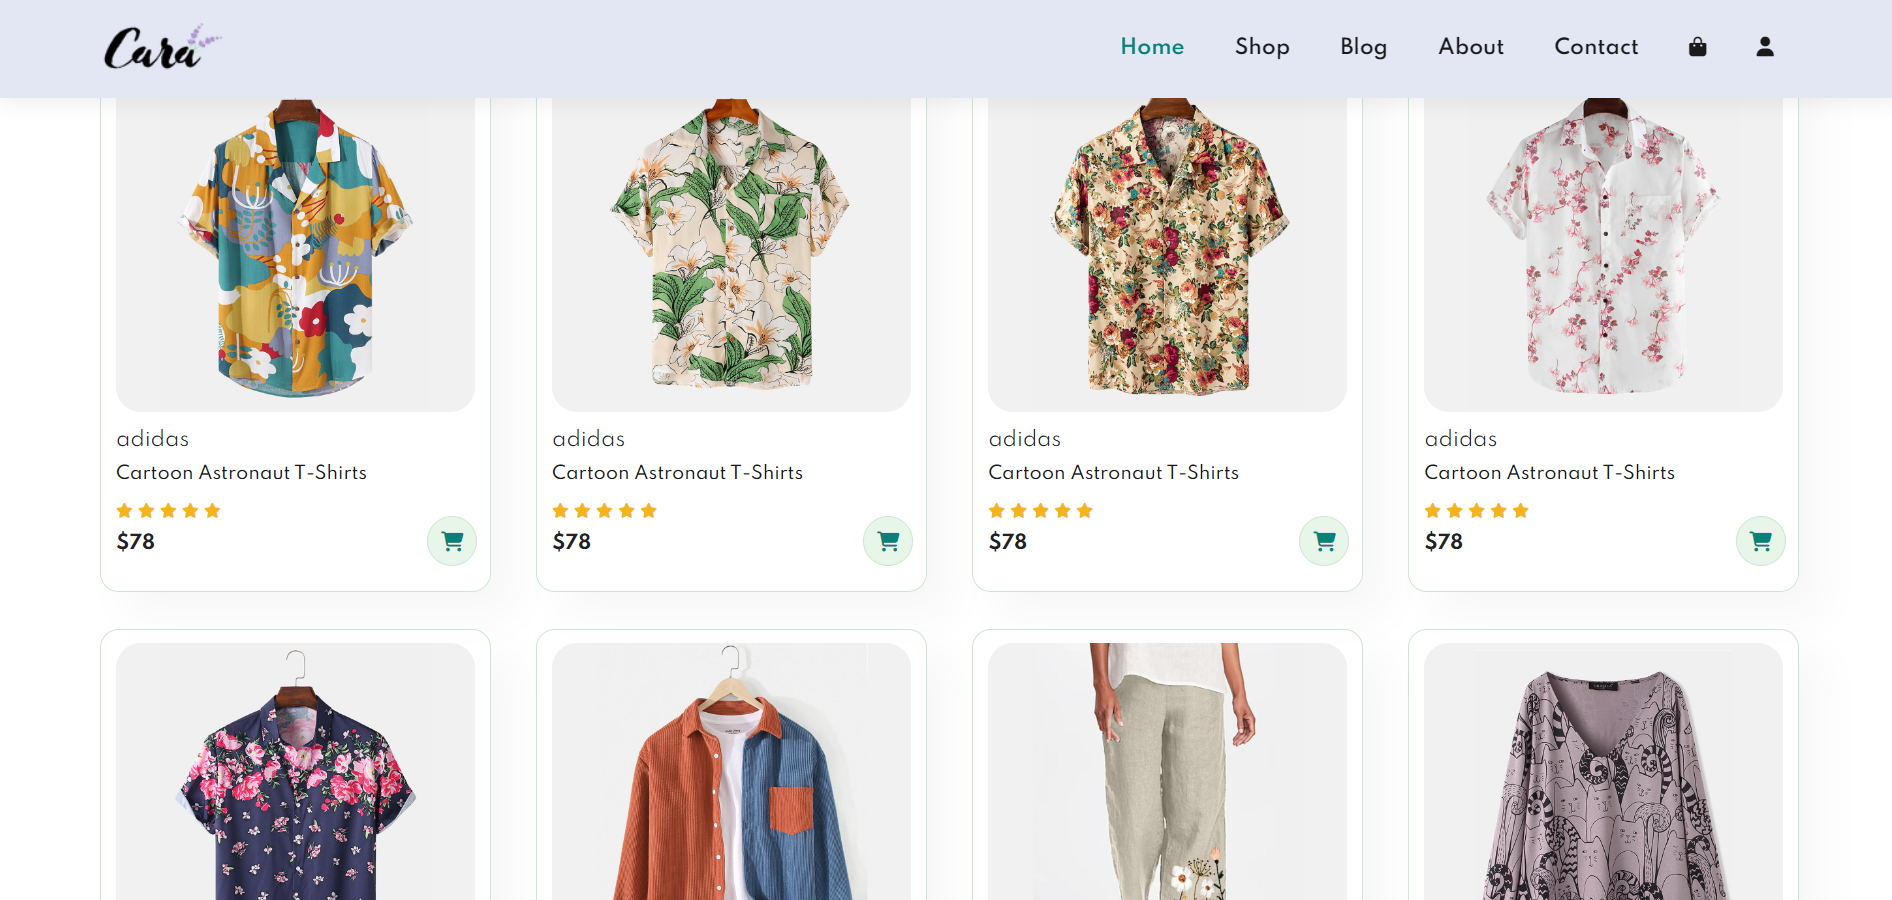 Cara
Home Shop Blog About Contact
adidas adidas adidas adidas
Cartoon Astronaut T-Shirts Cartoon Astronaut T-Shirts Cartoon Astronaut T-Shirts Cartoon Astronaut T-Shirts
$78 $78 $78 $78